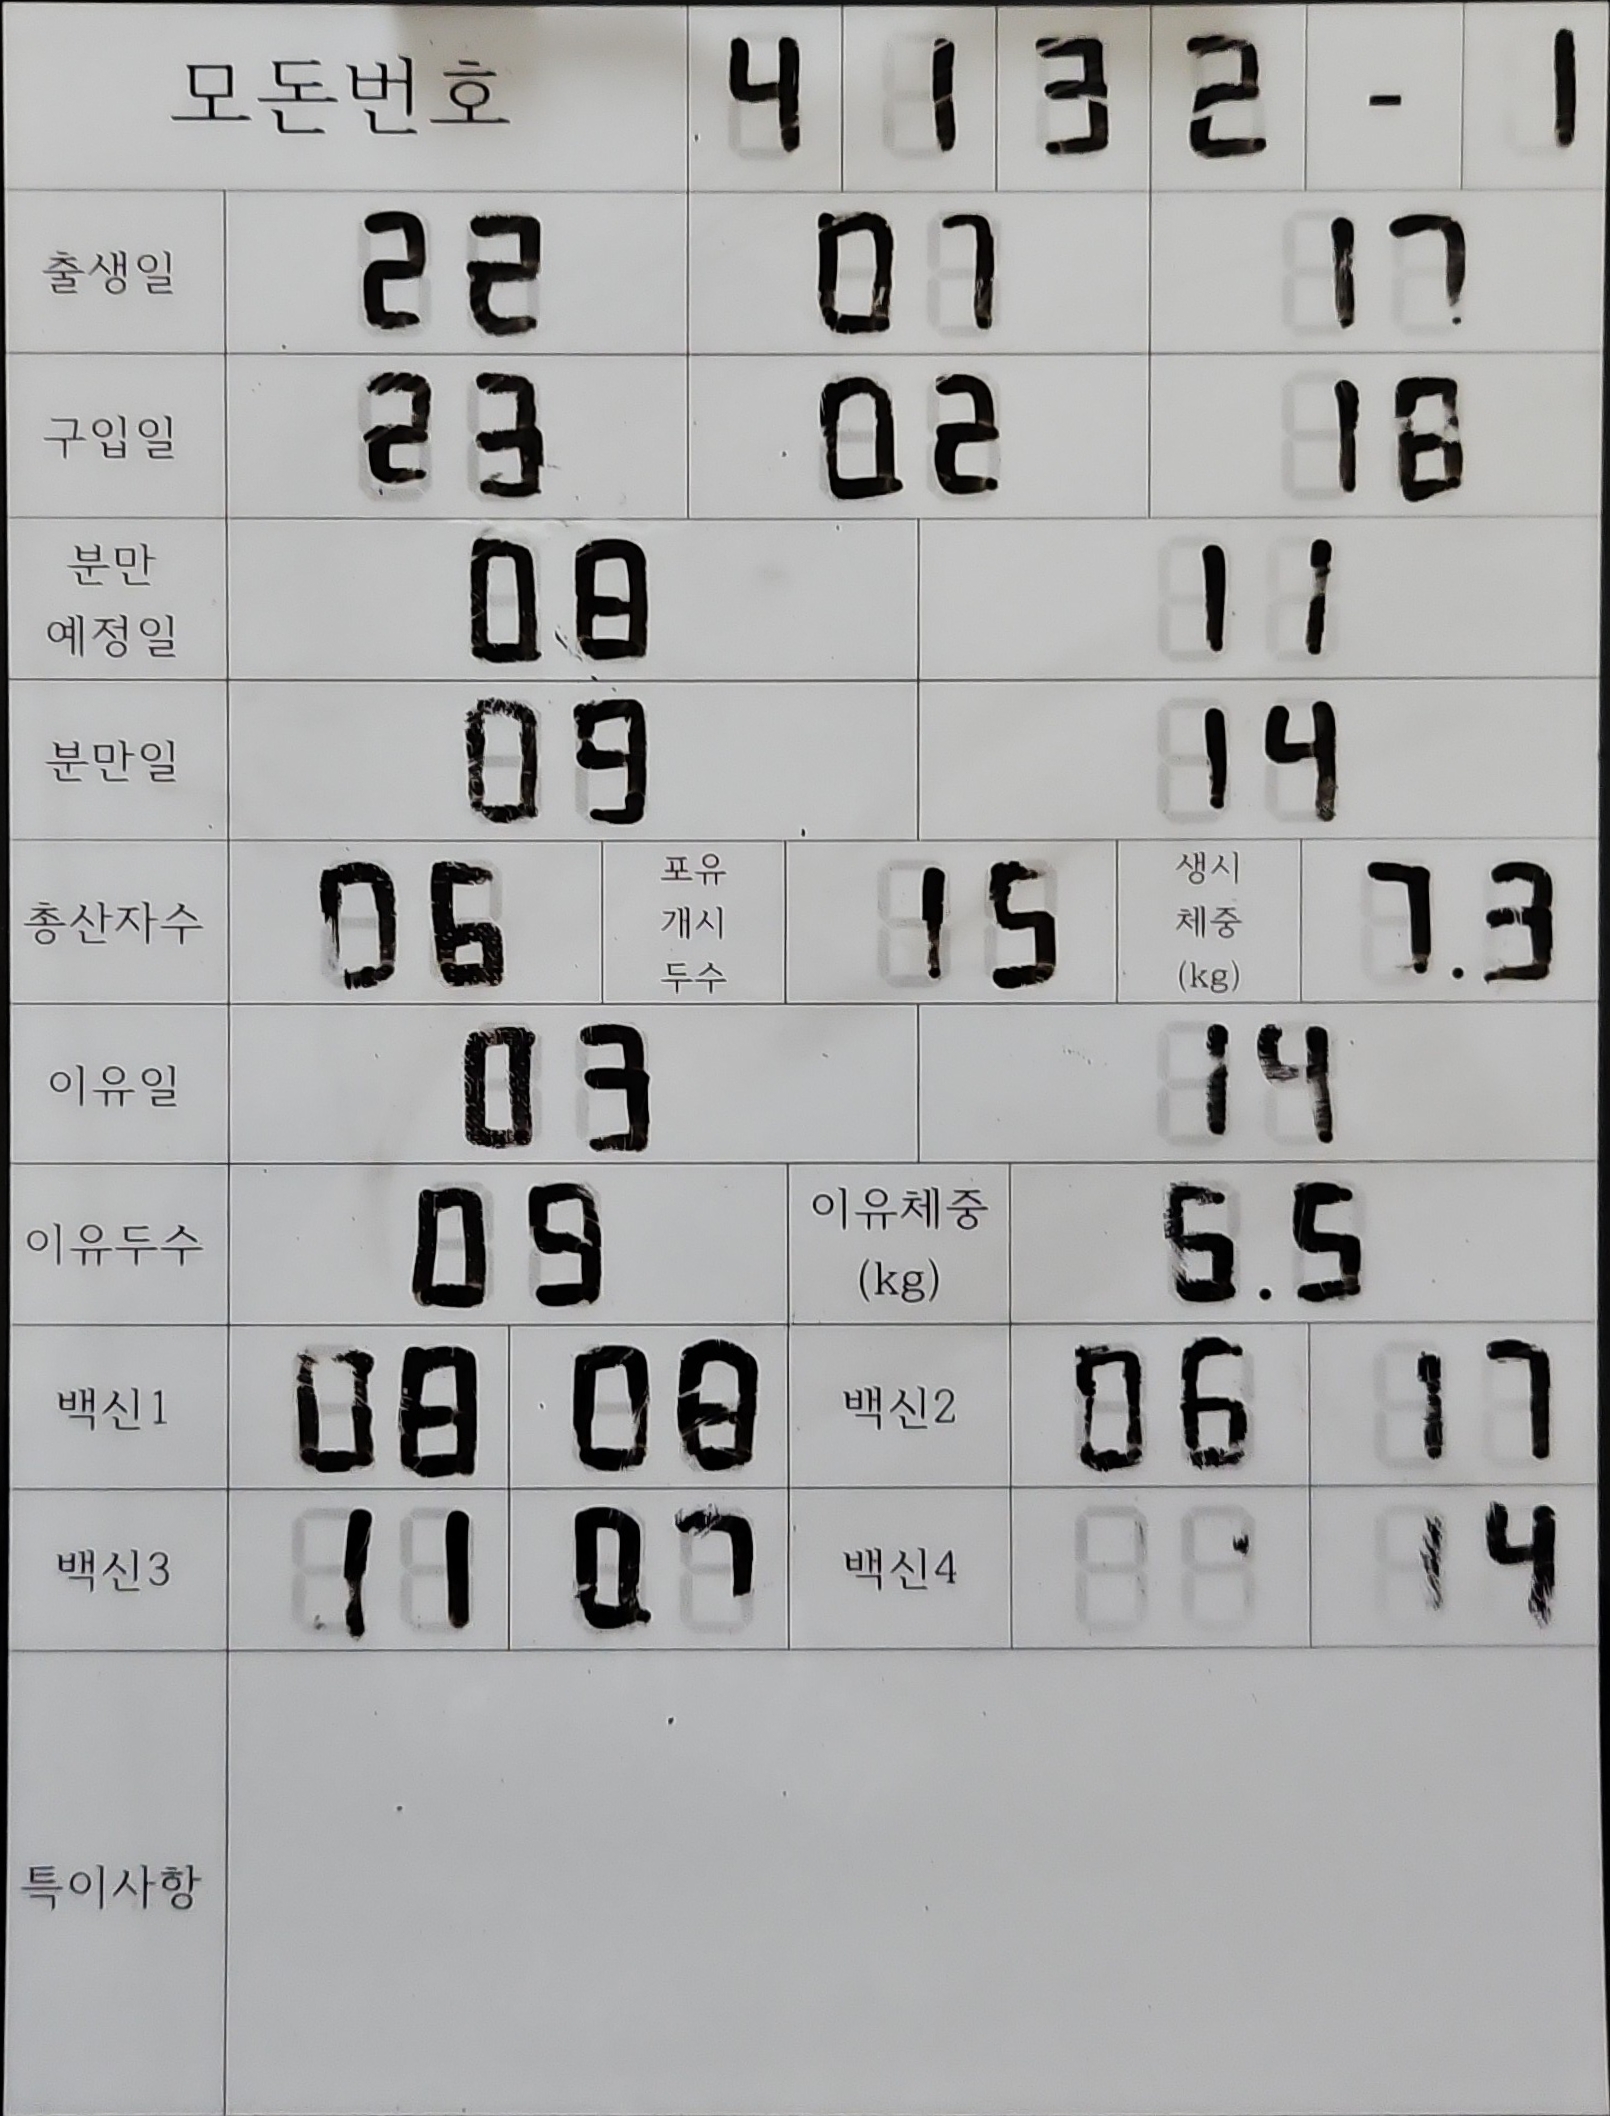 모돈번호 4 1 3 2 - 1
출생일 22 07 17
구입일 23 02 18
분만 예정일 08 11
분만일 09 14
총산자수 06 포유 개시 두수 15 생시 체중 (kg) 7.3
이유일 03 14
이유두수 09 이유체중 (kg) 6.5
백신1 08 08 백신2 06 17
백신3 11 07 백신4 14
특이사항